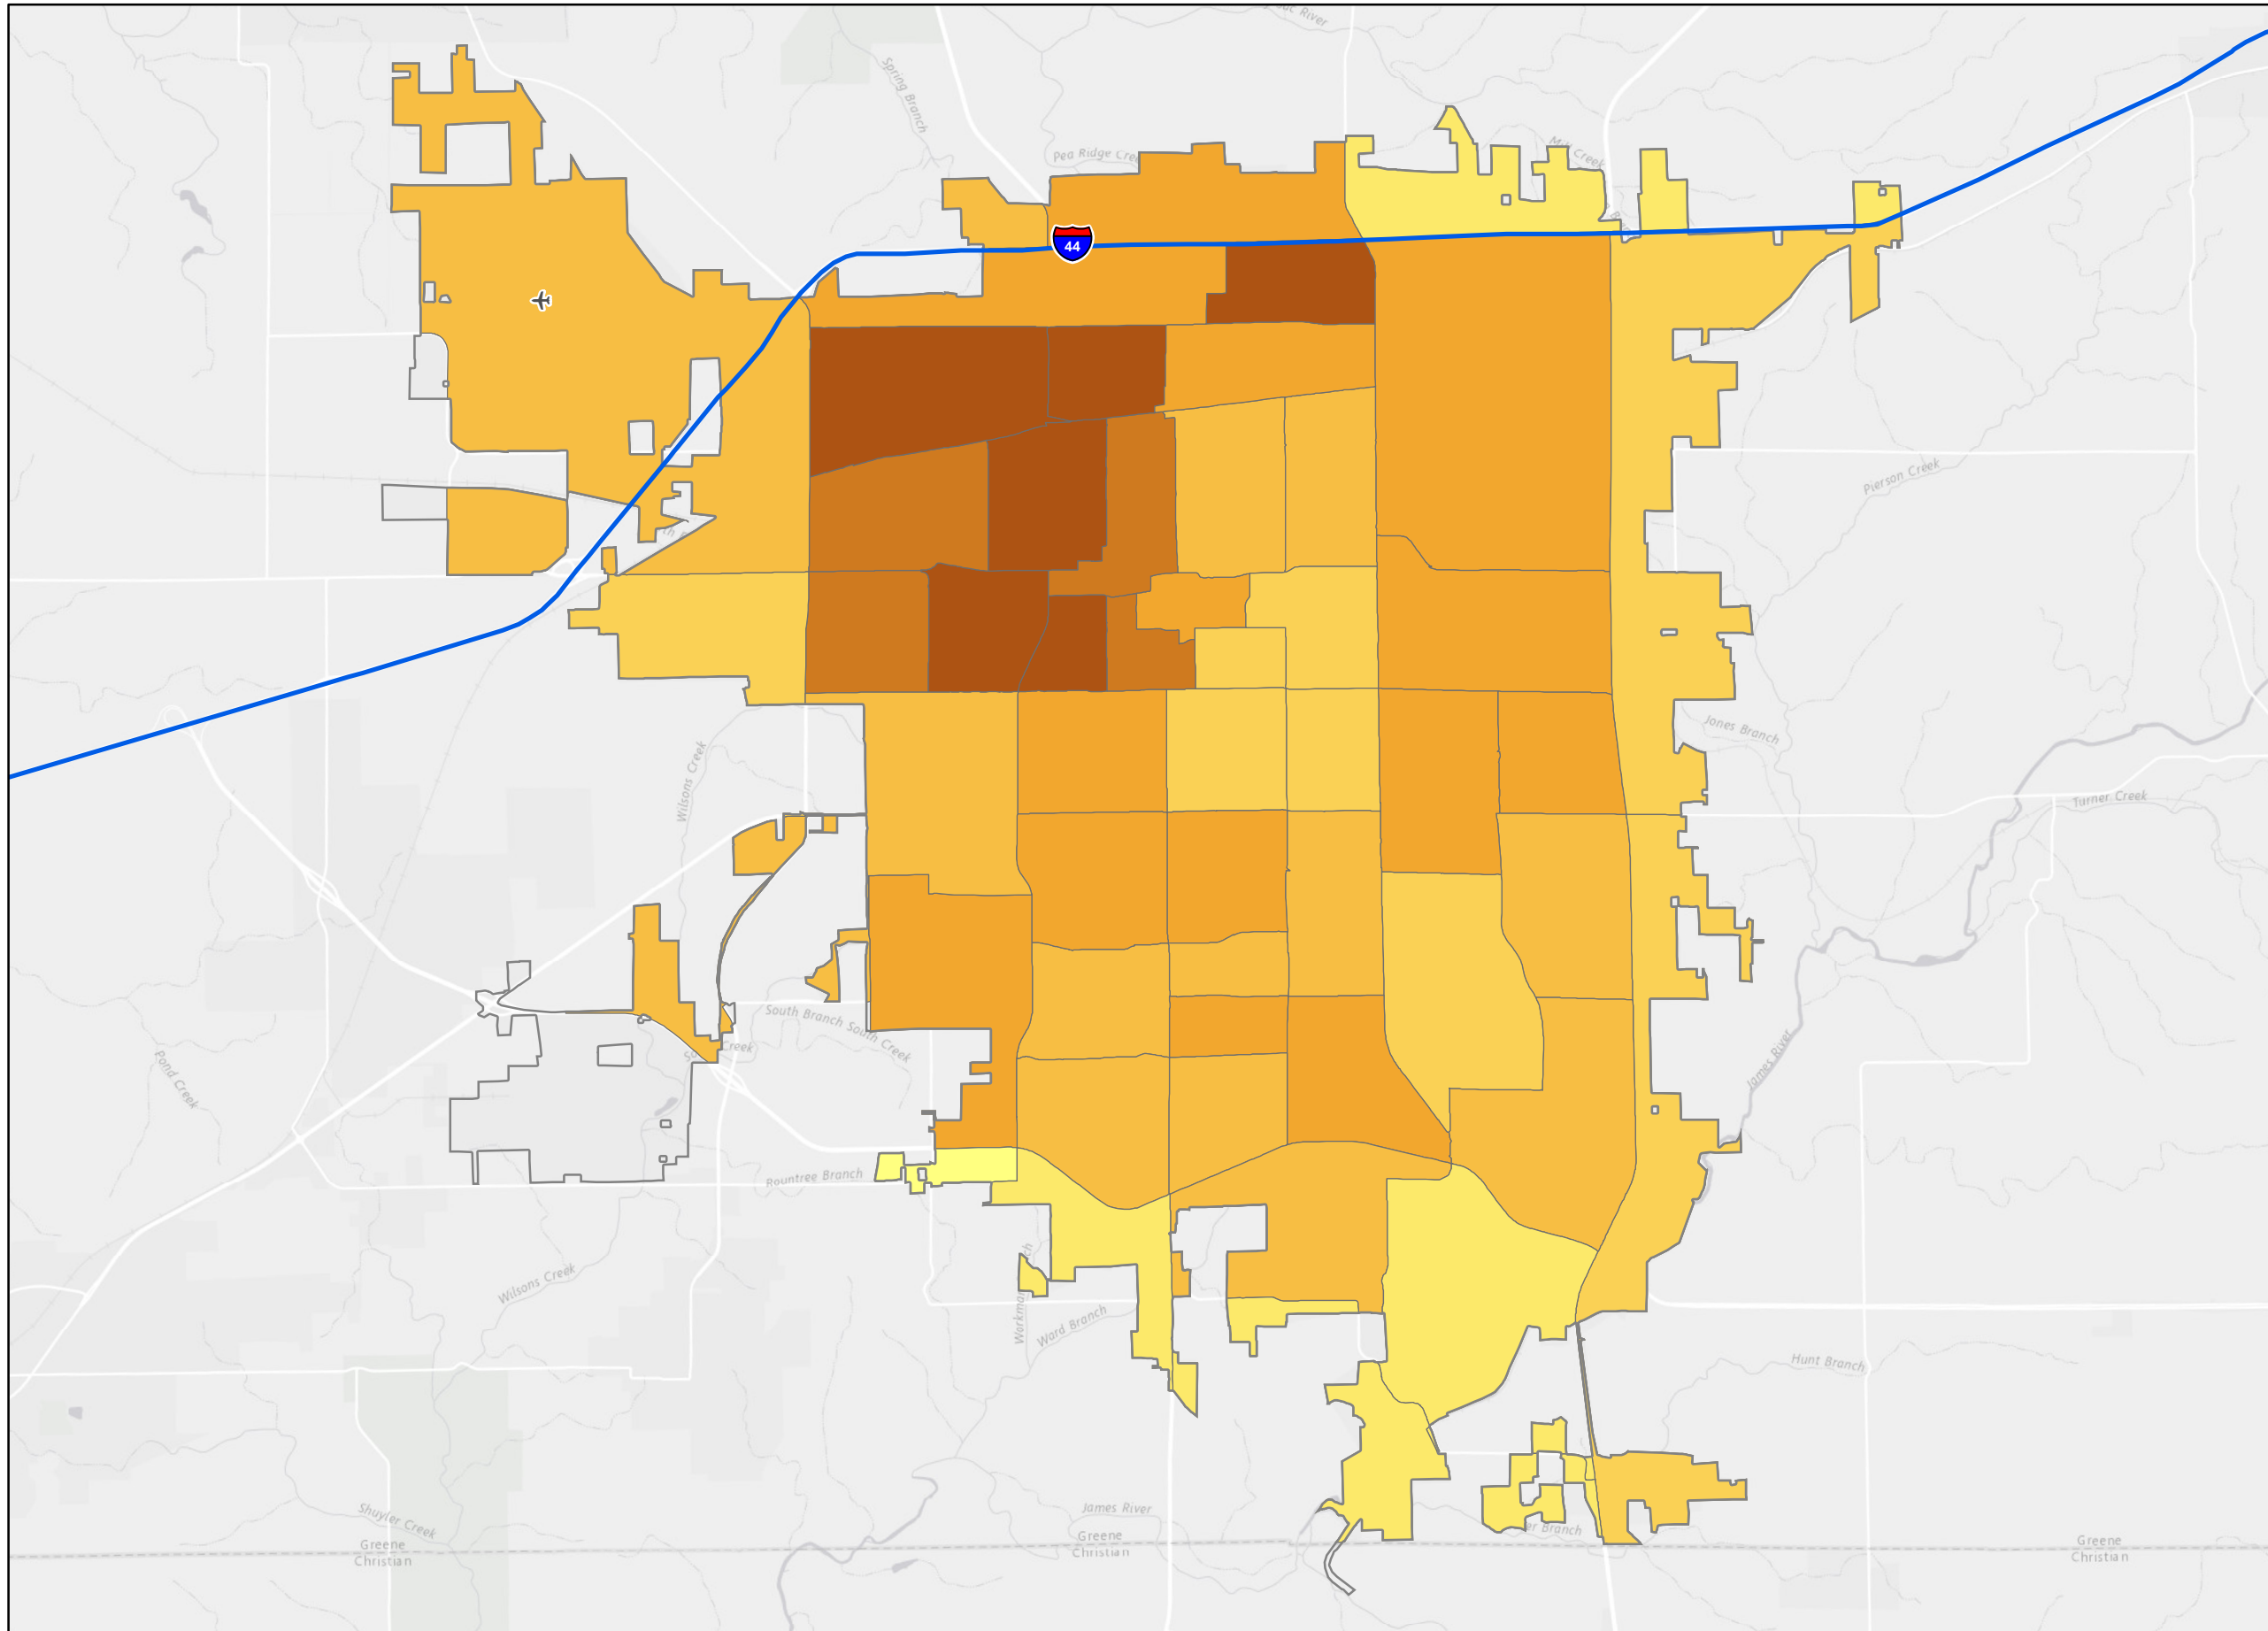 Spring Branch
Pea Ridge Cree
44
Pierson Creek
Jones Branch
Wilsons Creek
Turner Creek
South Branch South Creek
Creek
James River
Pond Creek
Rountree Branch
Wilsons Creek
Ward Branch
Hunt Branch
James River
Shuyler Creek
er Branch
Greene
Christian
Greene
Christian
Greene
Christian